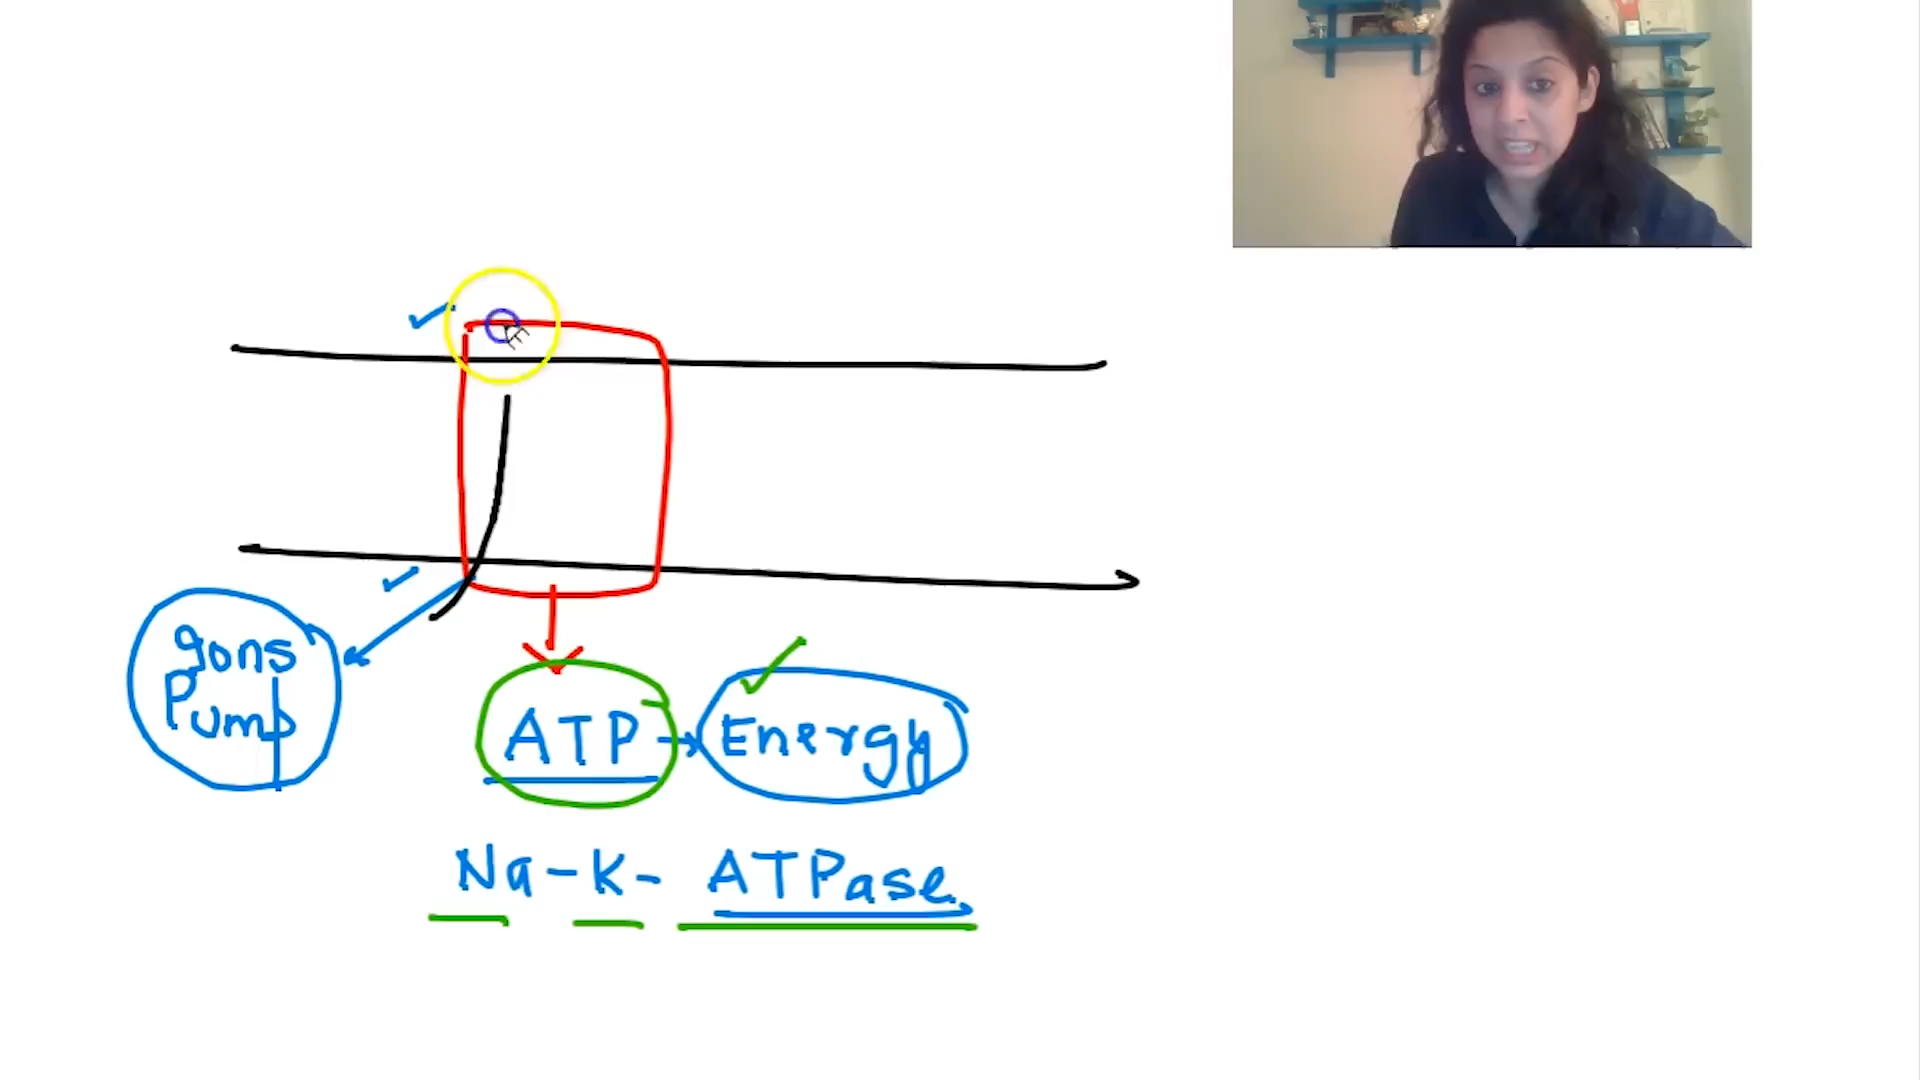 Ions
Pump
ATP → Energy
Na-K- ATPase